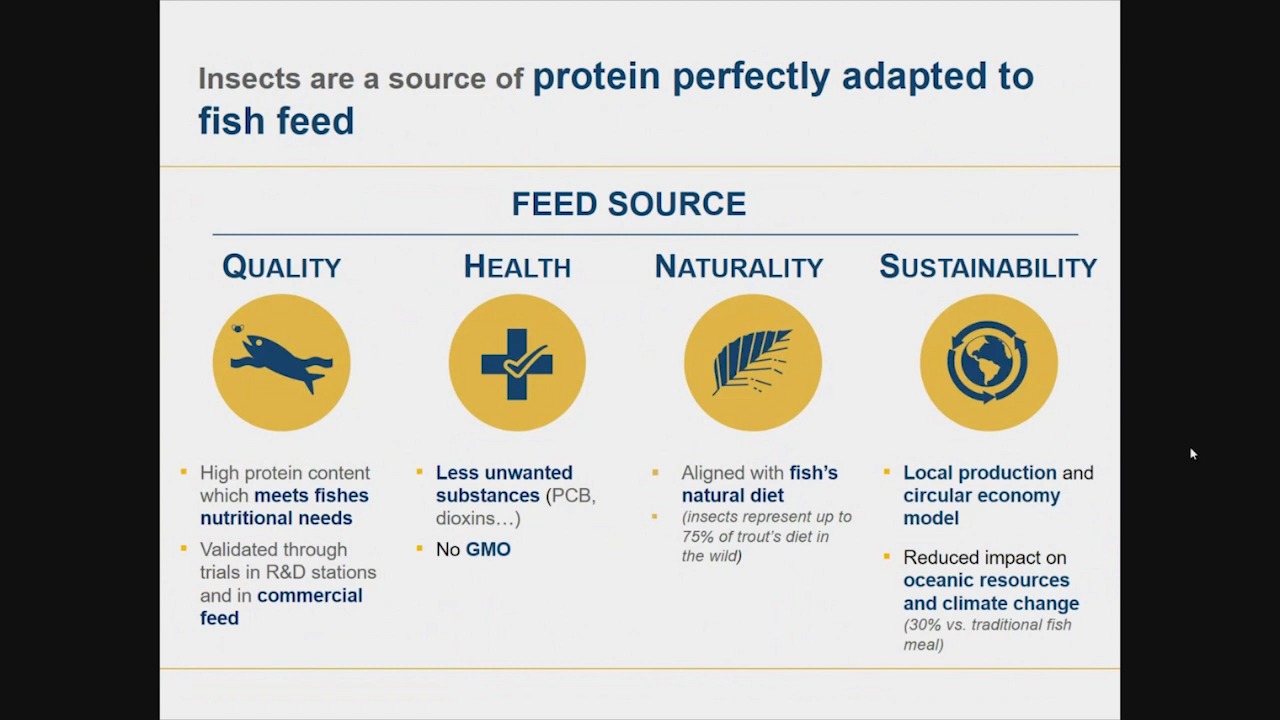 Insects are a source of protein perfectly adapted to
fish feed
FEED SOURCE
QUALITY
High protein content
which meets fishes
nutritional needs
Validated through
trials in R&D stations
and in commercial
feed
HEALTH
Less unwanted
substances (PCB,
dioxins…)
No GMO
NATURALITY
Aligned with fish’s
natural diet
(insects represent up to
75% of trout’s diet in
the wild)
SUSTAINABILITY
Local production and
circular economy
model
Reduced impact on
oceanic resources
and climate change
(30% vs. traditional fish
meal)